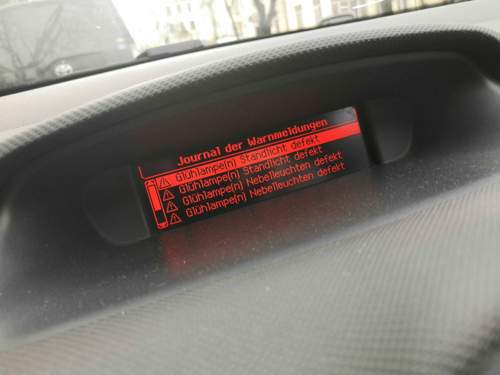 Journal der Warnmeldungen
Glühlampe(n) Standlicht defekt
Glühlampe(n) Standlicht defekt
Glühlampe(n) Nebelleuchten defekt
Glühlampe(n) Nebelleuchten defekt